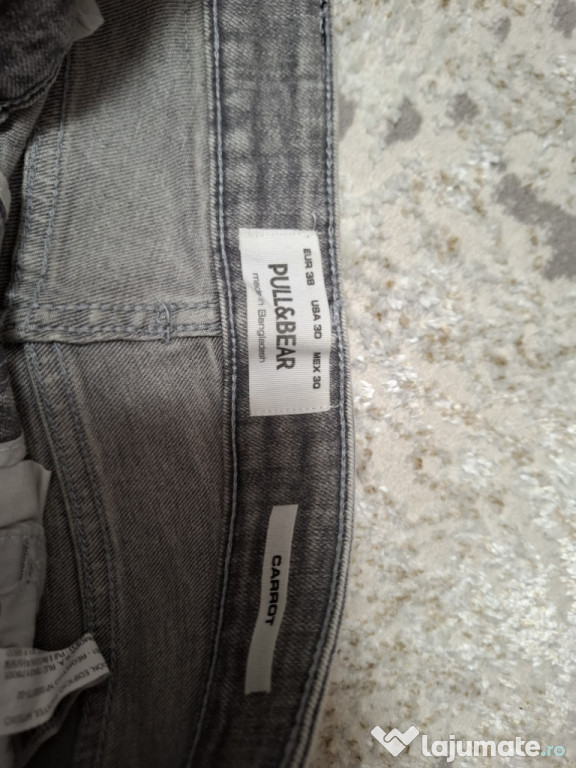 EUR 38 USA 30 MEX 30
PULL&BEAR
made in Bangladesh
CARROT
lajumate.ro